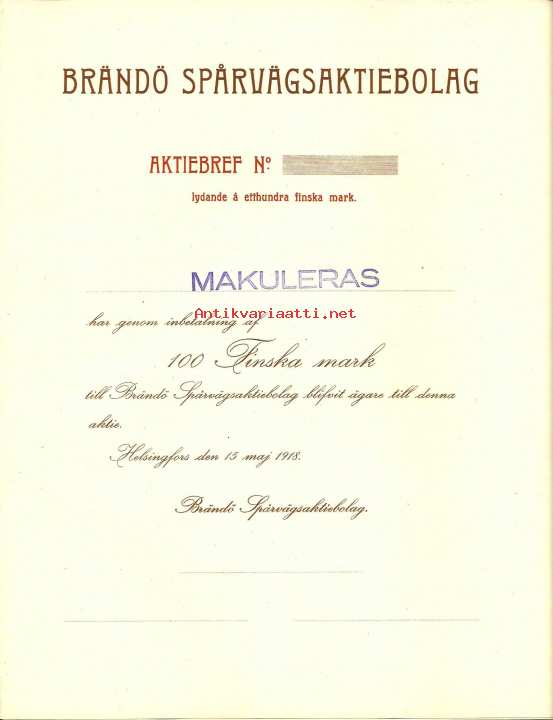 BRÄNDÖ SPÅRVÄGSAKTIEBOLAG
AKTIEBREF Nº
lydande å etthundra finska mark.
MAKULERAS
Antikvariaatti.net
har genom inbetalning af
100 Finska mark
till Brändö Spårvägsaktiebolag blifvit ägare till denna
aktie.
Helsingfors den 15 maj 1918.
Brändö Spårvägsaktiebolag.